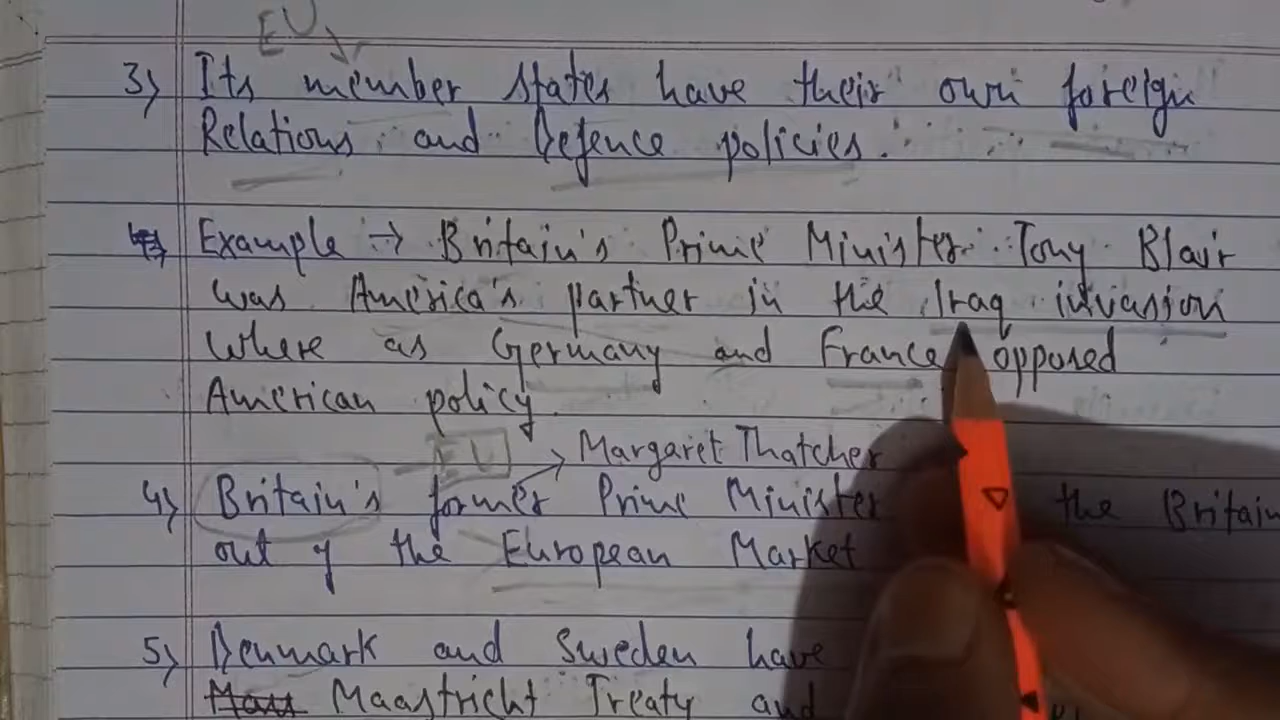 EU
3) Its member states have their own foreign
Relations and Defence policies.
Example → Britain's Prime Minister Tony Blair
was America's partner in the Iraq invasion
where as Germany and France opposed
American policy
EU → Margaret Thatcher
4) Britain's former Prime Minister the Britain
out of the European Market
5) Denmark and Sweden have
Maastricht Treaty and